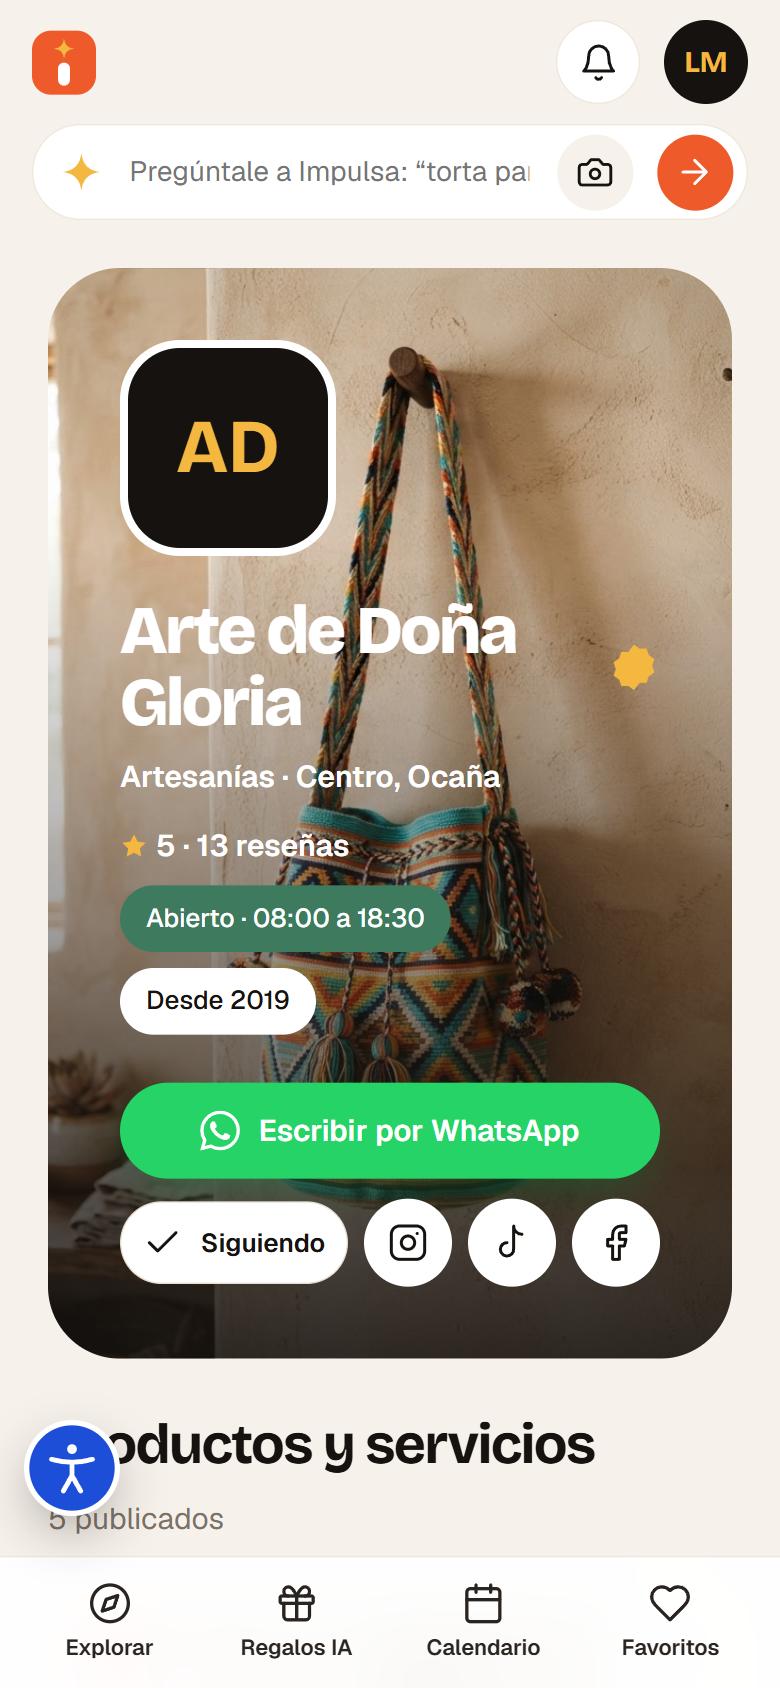 LM
Pregúntale a Impulsa: “torta par
AD
Arte de Doña
Gloria
Artesanías · Centro, Ocaña
5 · 13 reseñas
Abierto · 08:00 a 18:30
Desde 2019
Escribir por WhatsApp
Siguiendo
oductos y servicios
5 publicados
Explorar
Regalos IA
Calendario
Favoritos